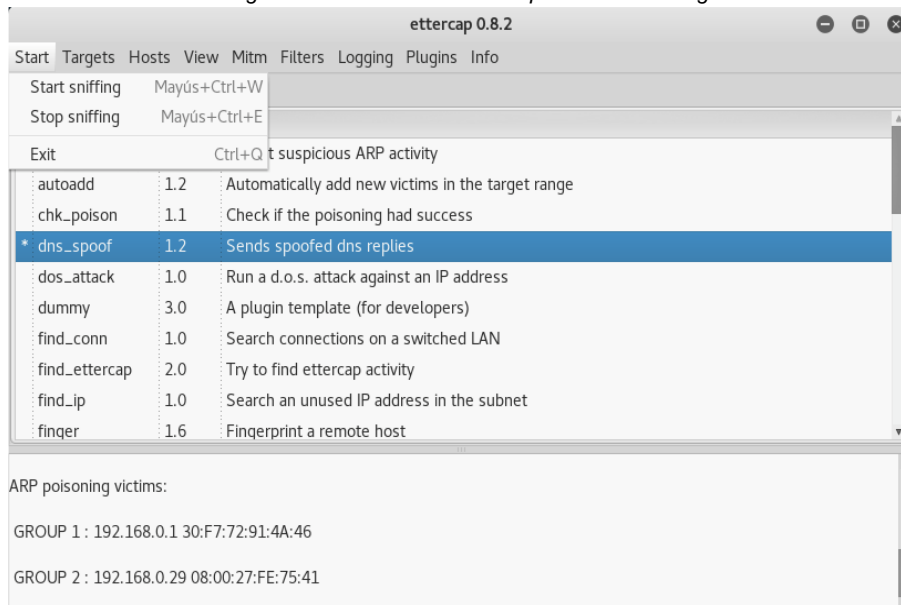 ettercap 0.8.2
Start Targets Hosts View Mitm Filters Logging Plugins Info
Start sniffing Mayús+Ctrl+W
Stop sniffing Mayús+Ctrl+E
Exit Ctrl+Q
t suspicious ARP activity
autoadd 1.2 Automatically add new victims in the target range
chk_poison 1.1 Check if the poisoning had success
* dns_spoof 1.2 Sends spoofed dns replies
dos_attack 1.0 Run a d.o.s. attack against an IP address
dummy 3.0 A plugin template (for developers)
find_conn 1.0 Search connections on a switched LAN
find_ettercap 2.0 Try to find ettercap activity
find_ip 1.0 Search an unused IP address in the subnet
finger 1.6 Fingerprint a remote host
ARP poisoning victims:
GROUP 1 : 192.168.0.1 30:F7:72:91:4A:46
GROUP 2 : 192.168.0.29 08:00:27:FE:75:41